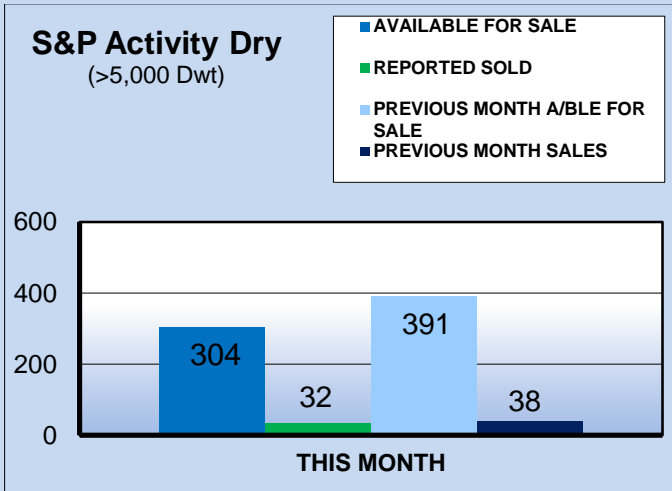 S&P Activity Dry
(>5,000 Dwt)
AVAILABLE FOR SALE
REPORTED SOLD
PREVIOUS MONTH A/BLE FOR
SALE
PREVIOUS MONTH SALES
600
400
200
0
304
32
391
38
THIS MONTH